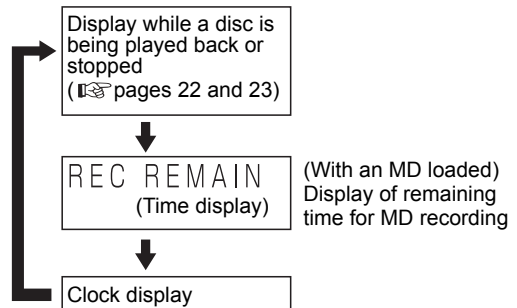 Display while a disc is
being played back or
stopped
(☞ pages 22 and 23)
REC REMAIN
(Time display)
(With an MD loaded)
Display of remaining
time for MD recording
Clock display